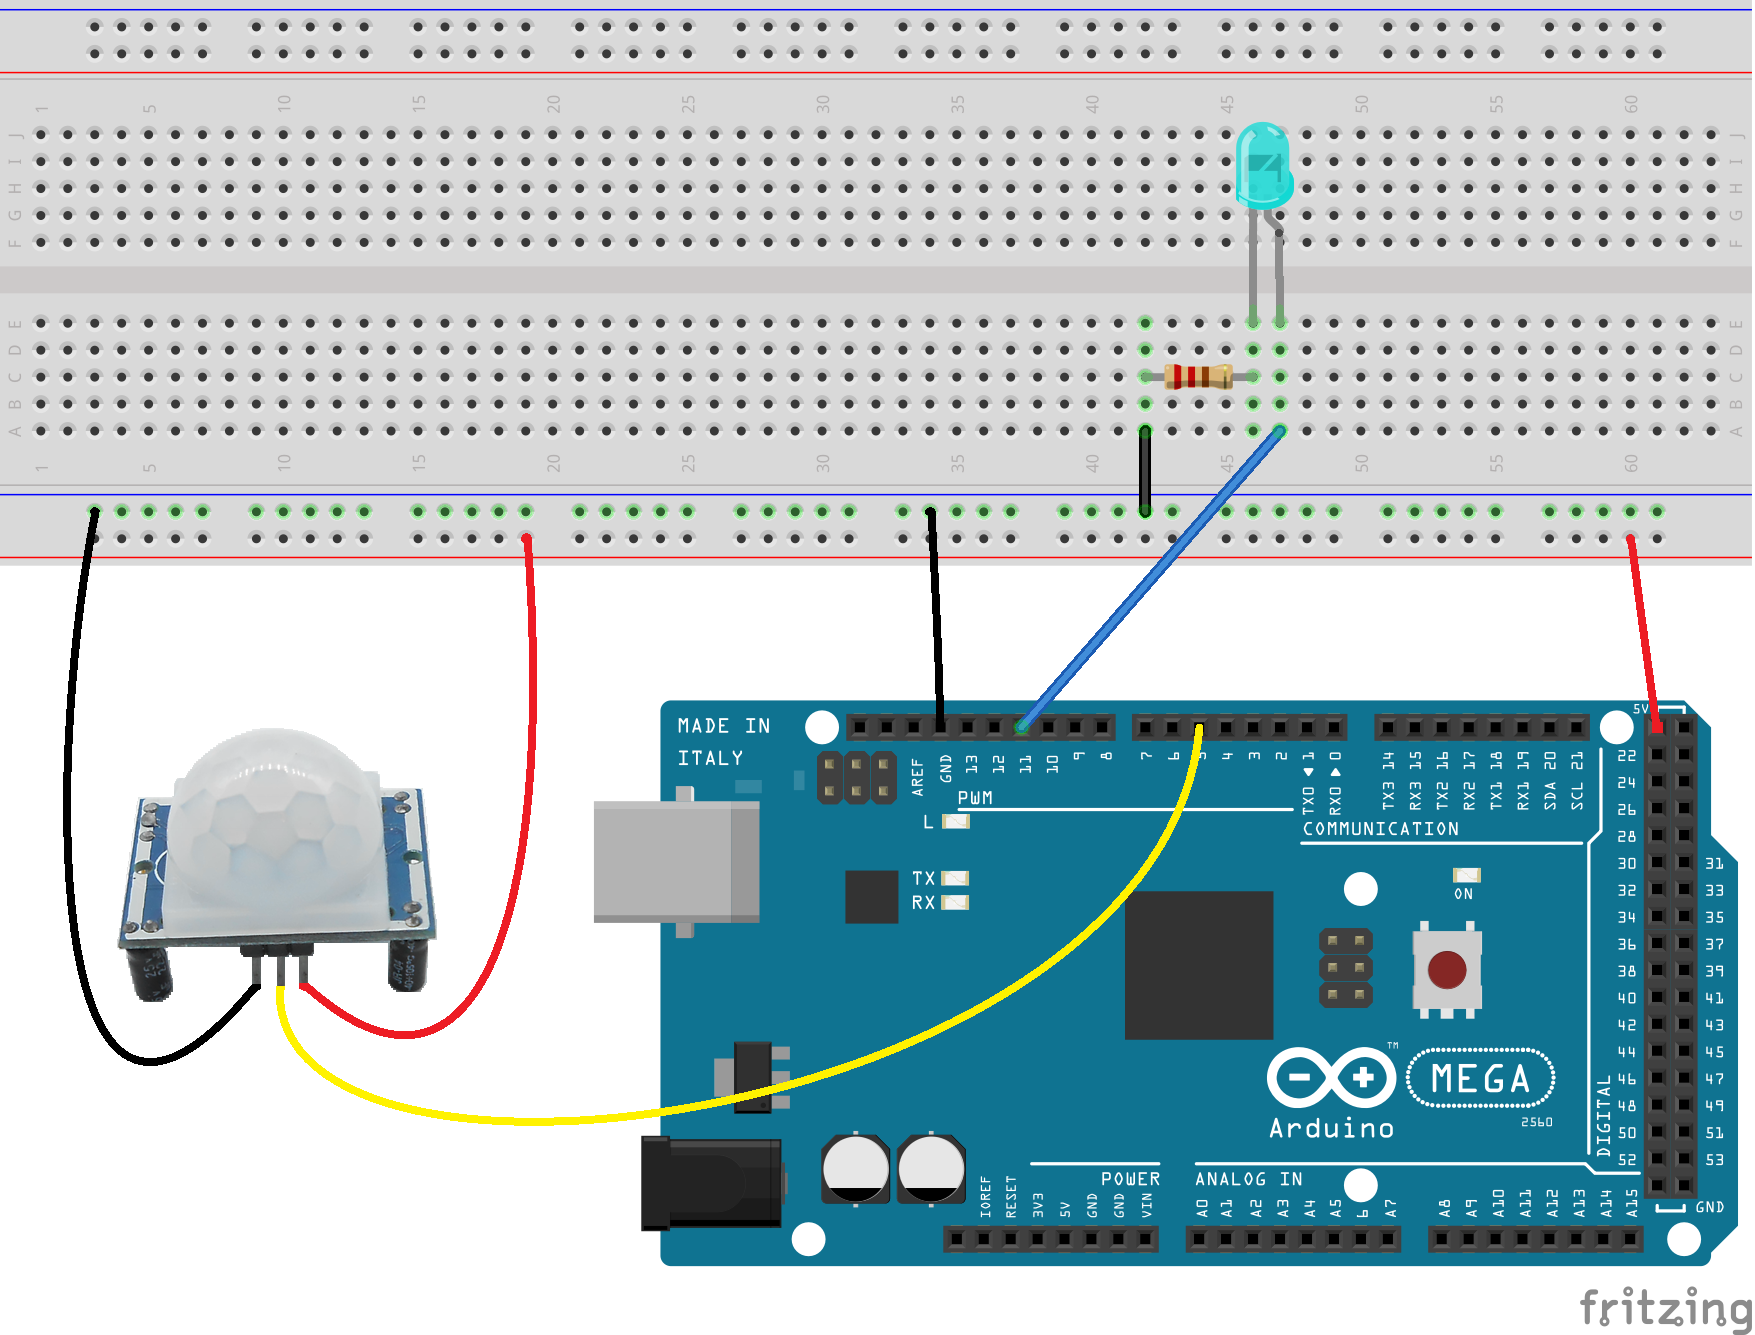 1 5 10 15 20 25 30 35 40 45 50 55 60
J J
I I
H H
G G
F F
E E
D D
C C
B B
A A
1 5 10 15 20 25 30 35 40 45 50 55 60
MADE IN
ITALY
AREF GND 13 12 11 10 9 8 7 6 5 4 3 2 TX0 1 RX0 0 TX3 14 RX3 15 TX2 16 RX2 17 TX1 18 RX1 19 SDA 20 SCL 21
5V
PWM
COMMUNICATION
L
TX
RX
ON
22
24
26
28
30 31
32 33
34 35
36 37
38 39
40 41
42 43
44 45
46 47
48 49
50 51
52 53
DIGITAL
GND
TM
MEGA
Arduino
2560
POWER
ANALOG IN
IOREF RESET 3V3 5V GND GND VIN
A0 A1 A2 A3 A4 A5 6 A7
A8 A9 A10 A11 A12 A13 A14 A15
fritzing